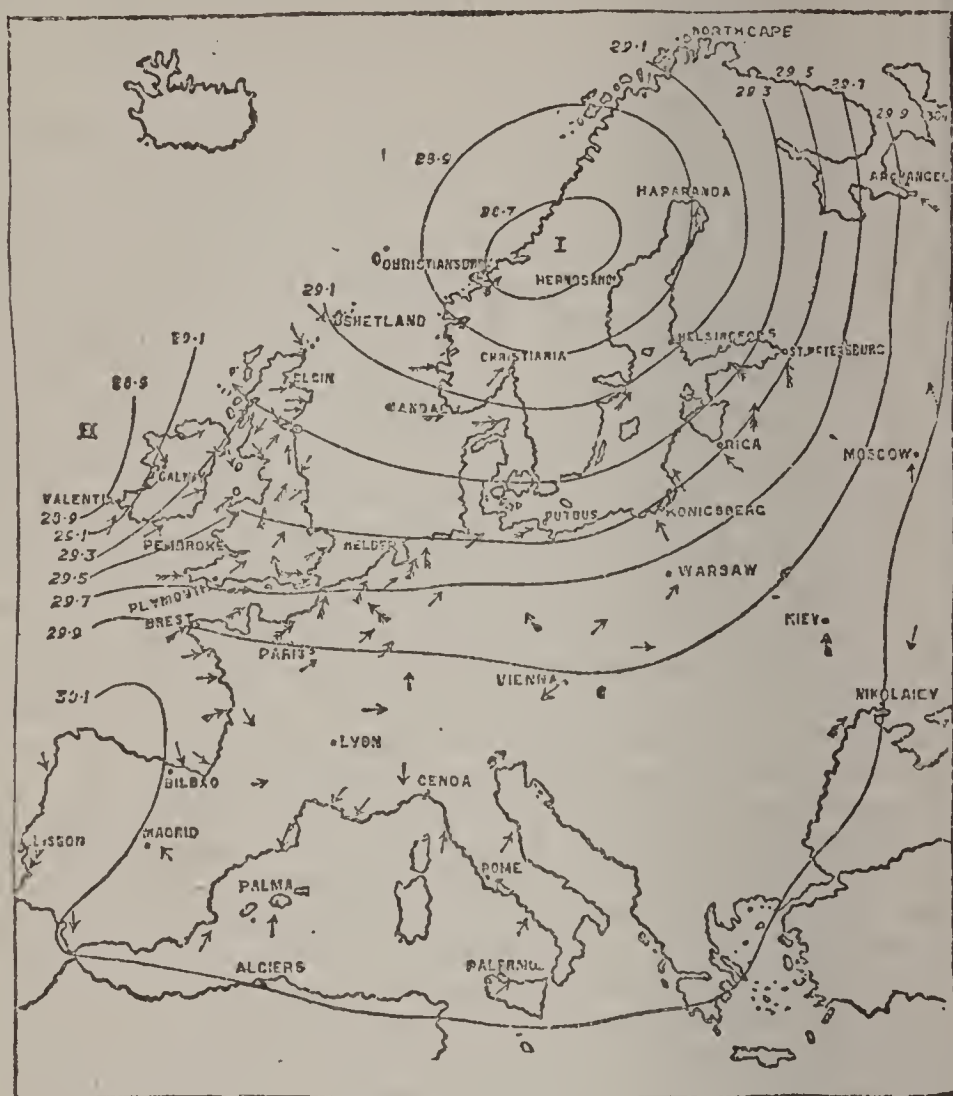 NORTHCAPE
29.1
29.5
29.3
29.7
29.9
ARCHANGEL
28.9
HAPARANDA
28.7
I
CHRISTIANSUND
HERNOSAND
29.1
SHETLAND
29.1
HELSINGFORS
ST. PETERSBURG
CHRISTIANIA
ELGIN
28.9
MANDAL
II
RIGA
MOSCOW
GALWAY
VALENTI
28.9
KONIGSBERG
PUTBUS
29.1
PEMBROKE
HELDER
29.3
29.5
WARSAW
29.7
PLYMOUTH
BREST
KIEV
29.9
PARIS
VIENNA
30.1
NIKOLAIEV
LYON
BILBAO
GENOA
LISBON
MADRID
ROME
PALMA
ALGIERS
PALERMO